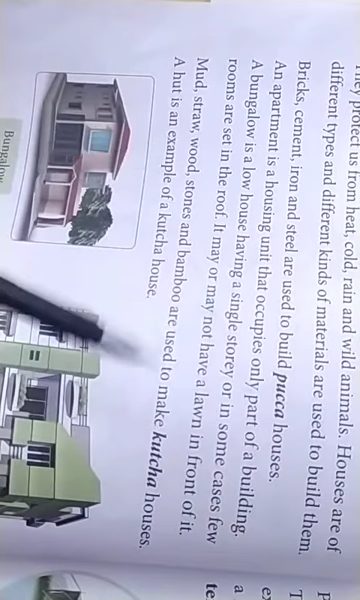 They protect us from heat, cold, rain and wild animals. Houses are of
different types and different kinds of materials are used to build them.
Bricks, cement, iron and steel are used to build pucca houses.
An apartment is a housing unit that occupies only part of a building.
A bungalow is a low house having a single storey or in some cases few
rooms are set in the roof. It may or may not have a lawn in front of it.
Mud, straw, wood, stones and bamboo are used to make kutcha houses.
A hut is an example of a kutcha house.
Bungalow
a
te